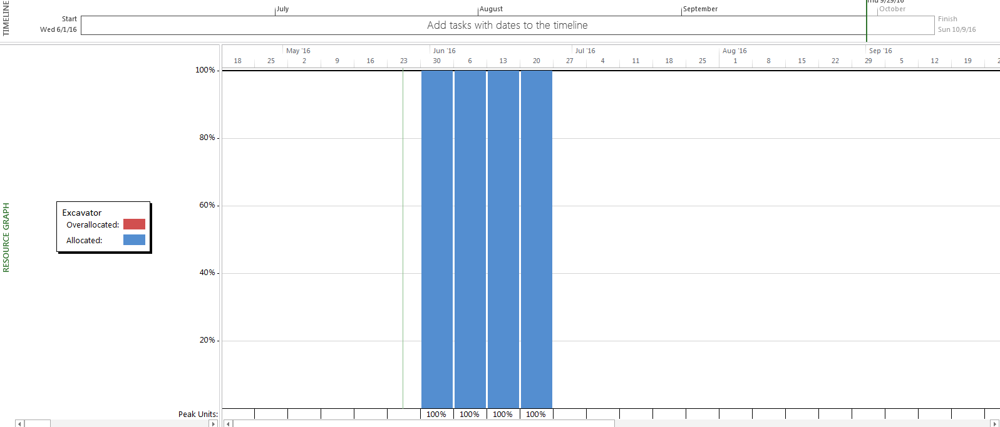 TIMELINE
Thu 9/29/16
July
August
September
October
Start
Wed 6/1/16
Add tasks with dates to the timeline
Finish
Sun 10/9/16
May '16
Jun '16
Jul '16
Aug '16
Sep '16
18 25 2 9 16 23 30 6 13 20 27 4 11 18 25 1 8 15 22 29 5 12 19
100%
80%
60%
40%
20%
RESOURCE GRAPH
Excavator
Overallocated:
Allocated:
Peak Units: 100% 100% 100% 100%